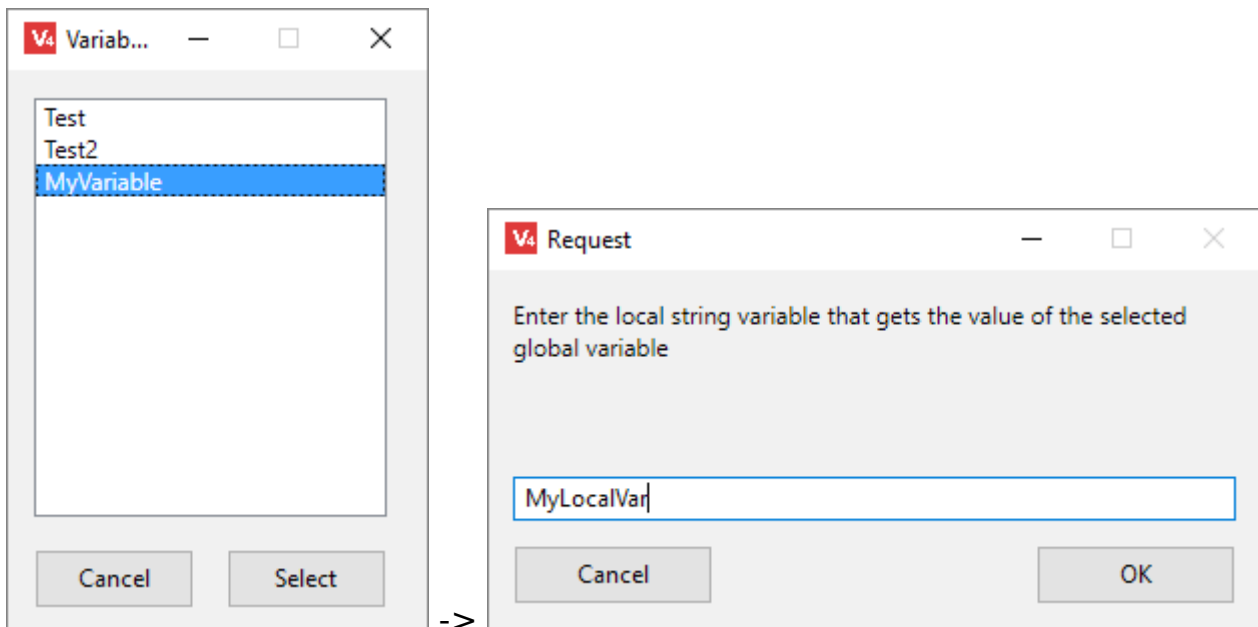 V4 Variab...
Test
Test2
MyVariable
Cancel Select
->
V4 Request
Enter the local string variable that gets the value of the selected
global variable
MyLocalVar
Cancel OK